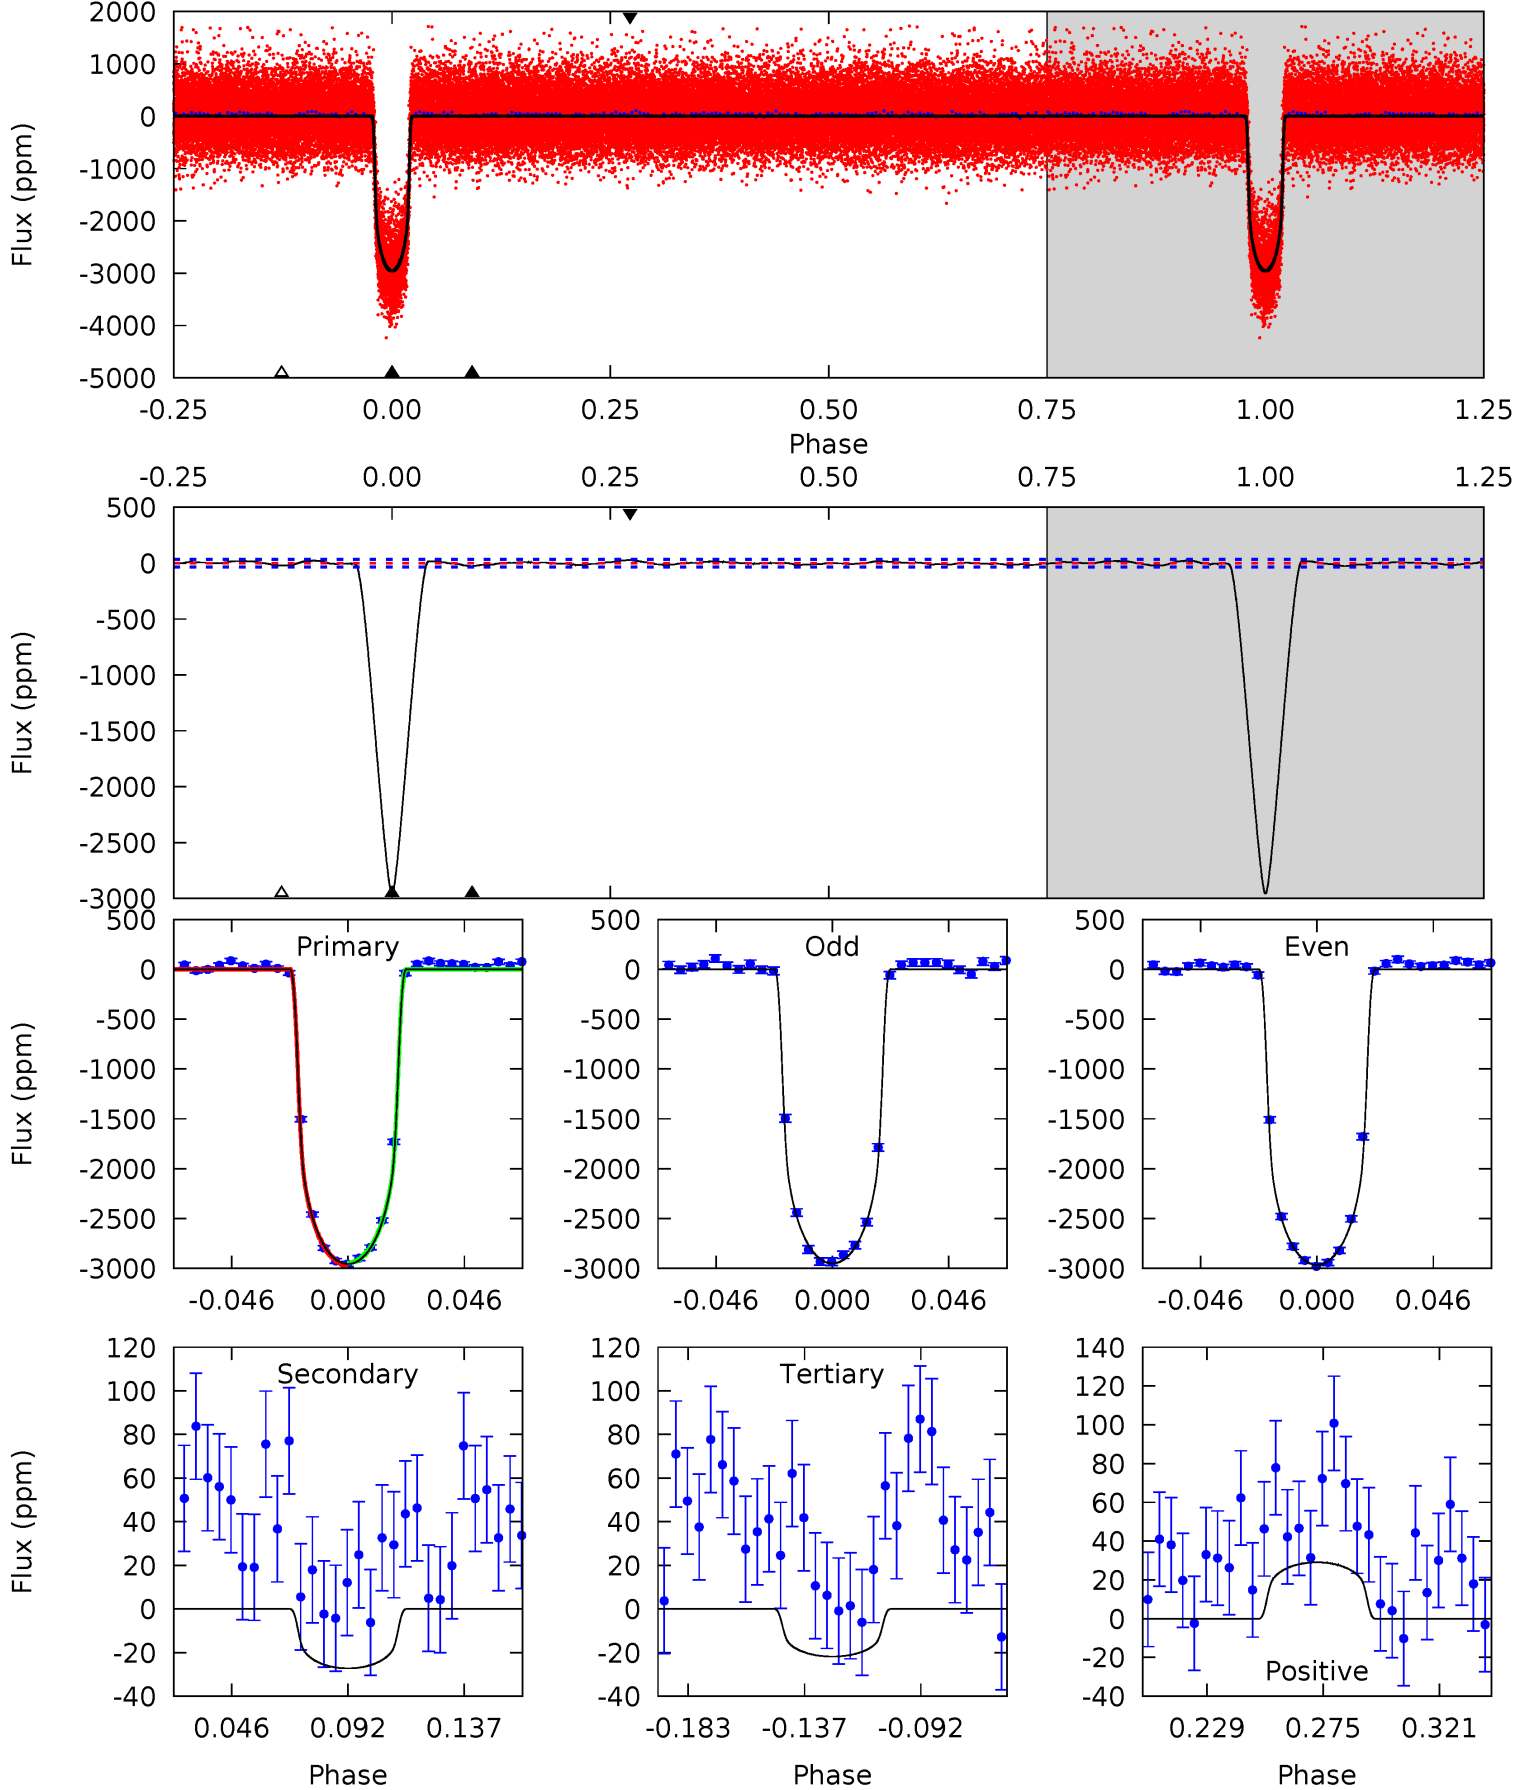 2000
1000
0
-1000
-2000
-3000
-4000
-5000
Flux (ppm)
-0.25 0.00 0.25 0.50 0.75 1.00 1.25
Phase
-0.25 0.00 0.25 0.50 0.75 1.00 1.25
500
0
-500
-1000
-1500
-2000
-2500
-3000
Flux (ppm)
Primary Odd Even
500 500 500
0 0 0
-500 -500 -500
-1000 -1000 -1000
-1500 -1500 -1500
-2000 -2000 -2000
-2500 -2500 -2500
-3000 -3000 -3000
Flux (ppm)
-0.046 0.000 0.046 -0.046 0.000 0.046 -0.046 0.000 0.046
Secondary Tertiary Positive
120 120 140
100 100 120
80 80 100
60 60 80
40 40 60
20 20 40
0 0 20
-20 -20 0
-40 -40 -20
-40
Flux (ppm)
0.046 0.092 0.137 -0.183 -0.137 -0.092 0.229 0.275 0.321
Phase Phase Phase